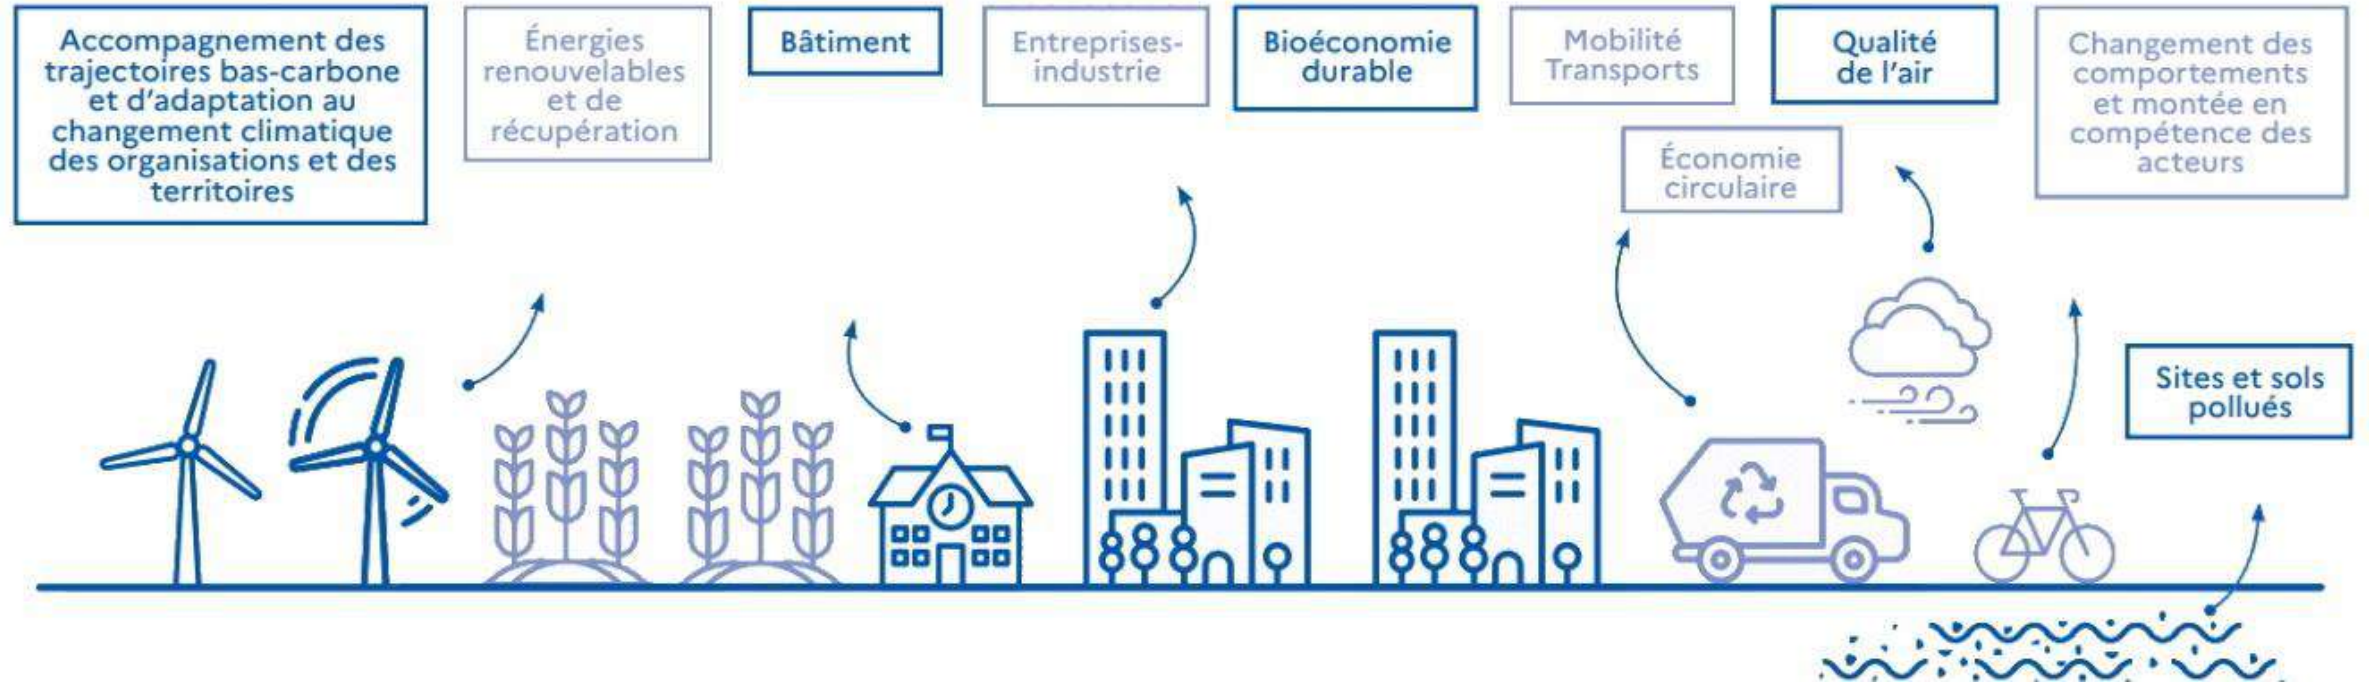 Accompagnement des
trajectoires bas-carbone
et d'adaptation au
changement climatique
des organisations et des
territoires
Énergies
renouvelables
et de
récupération
Bâtiment
Entreprises-
industrie
Bioéconomie
durable
Mobilité
Transports
Économie
circulaire
Qualité
de l'air
Changement des
comportements
et montée en
compétence des
acteurs
Sites et sols
pollués